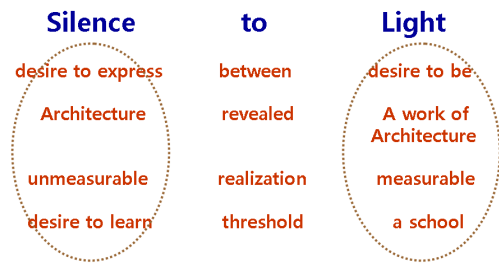 Silence to Light
desire to express between desire to be
Architecture revealed A work of
Architecture
unmeasurable realization measurable
desire to learn threshold a school